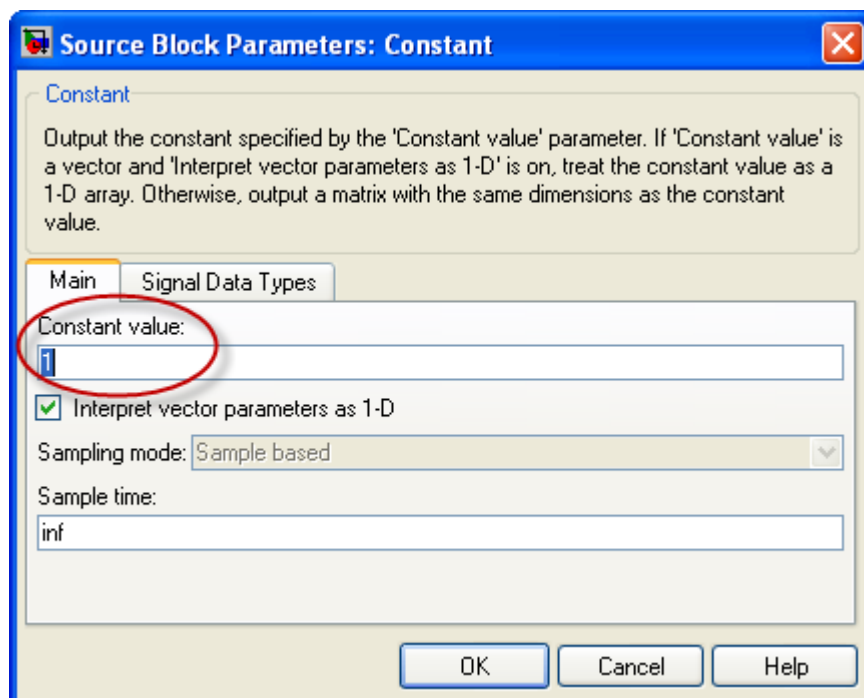 Source Block Parameters: Constant
Constant
Output the constant specified by the 'Constant value' parameter. If 'Constant value' is
a vector and 'Interpret vector parameters as 1-D' is on, treat the constant value as a
1-D array. Otherwise, output a matrix with the same dimensions as the constant
value.
Main Signal Data Types
Constant value:
1
Interpret vector parameters as 1-D
Sampling mode: Sample based
Sample time:
inf
OK Cancel Help